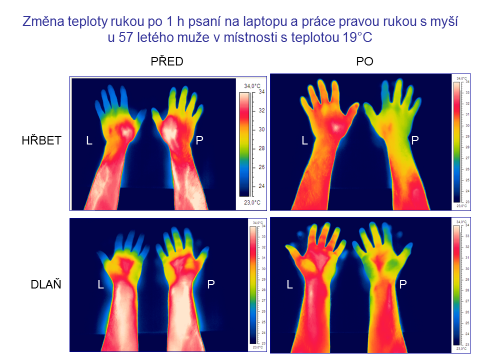 Změna teploty rukou po 1 h psaní na laptopu a práce pravou rukou s myší
u 57 letého muže v místnosti s teplotou 19°C
PŘED
PO
HŘBET
L
P
34.0°C
34
32
30
28
26
24
23.0°C
L
P
DLAŇ
L
P
L
P